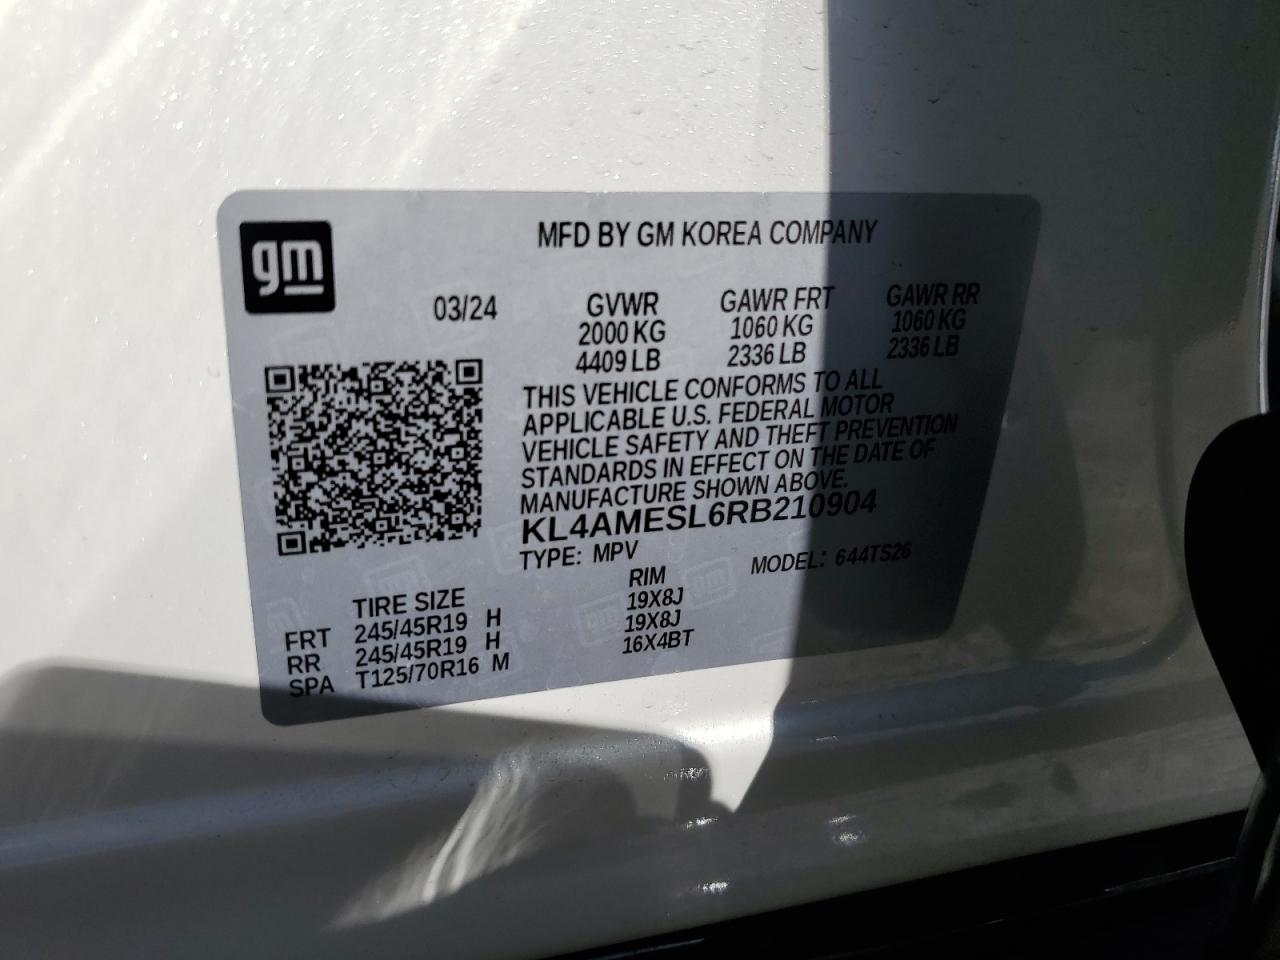 gm
MFD BY GM KOREA COMPANY
03/24 GVWR GAWR FRT GAWR RR
2000 KG 1060 KG 1060 KG
4409 LB 2336 LB 2336 LB
THIS VEHICLE CONFORMS TO ALL
APPLICABLE U.S. FEDERAL MOTOR
VEHICLE SAFETY AND THEFT PREVENTION
STANDARDS IN EFFECT ON THE DATE OF
MANUFACTURE SHOWN ABOVE.
KL4AMESL6RB210904
TYPE: MPV MODEL: 644TS26
TIRE SIZE RIM
FRT 245/45R19 H 19X8J
RR 245/45R19 H 19X8J
SPA T125/70R16 M 16X4BT